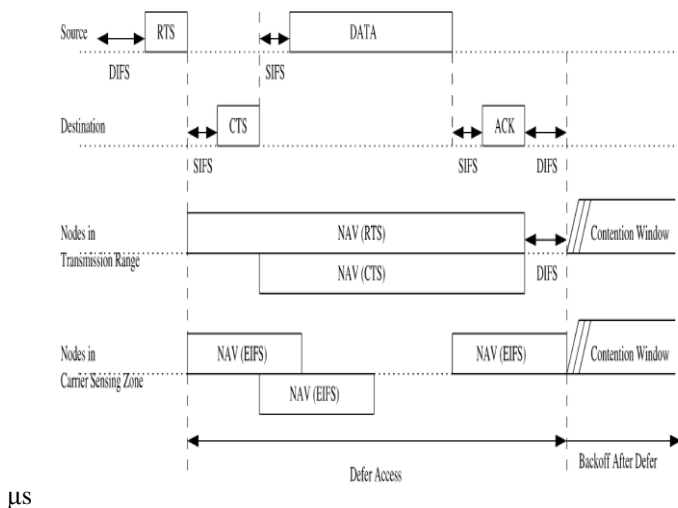 Source
RTS
DATA
DIFS
SIFS
Destination
CTS
ACK
SIFS
SIFS
DIFS
Nodes in
Transmission Range
NAV (RTS)
Contention Window
NAV (CTS)
DIFS
Nodes in
Carrier Sensing Zone
NAV (EIFS)
NAV (EIFS)
Contention Window
NAV (EIFS)
Defer Access
Backoff After Defer
μs